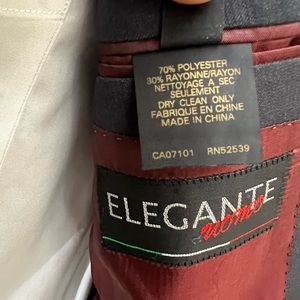 70% POLYESTER
30% RAYONNE/RAYON
NETTOYAGE A SEC
SEULEMENT
DRY CLEAN ONLY
FABRIQUE EN CHINE
MADE IN CHINA
CA07101 RN52539
ELEGANTE
uomo